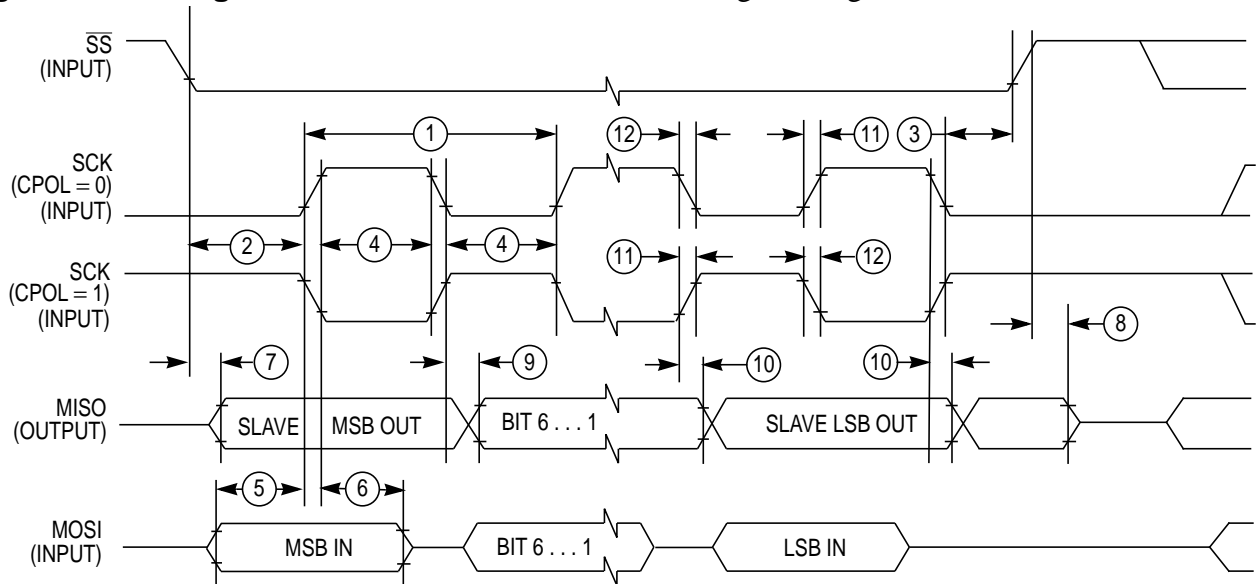 SS
(INPUT)
1
12
11
3
SCK
(CPOL = 0)
(INPUT)
2
4
4
11
12
SCK
(CPOL = 1)
(INPUT)
8
7
9
10
10
MISO
(OUTPUT)
SLAVE
MSB OUT
BIT 6 . . . 1
SLAVE LSB OUT
5
6
MOSI
(INPUT)
MSB IN
BIT 6 . . . 1
LSB IN